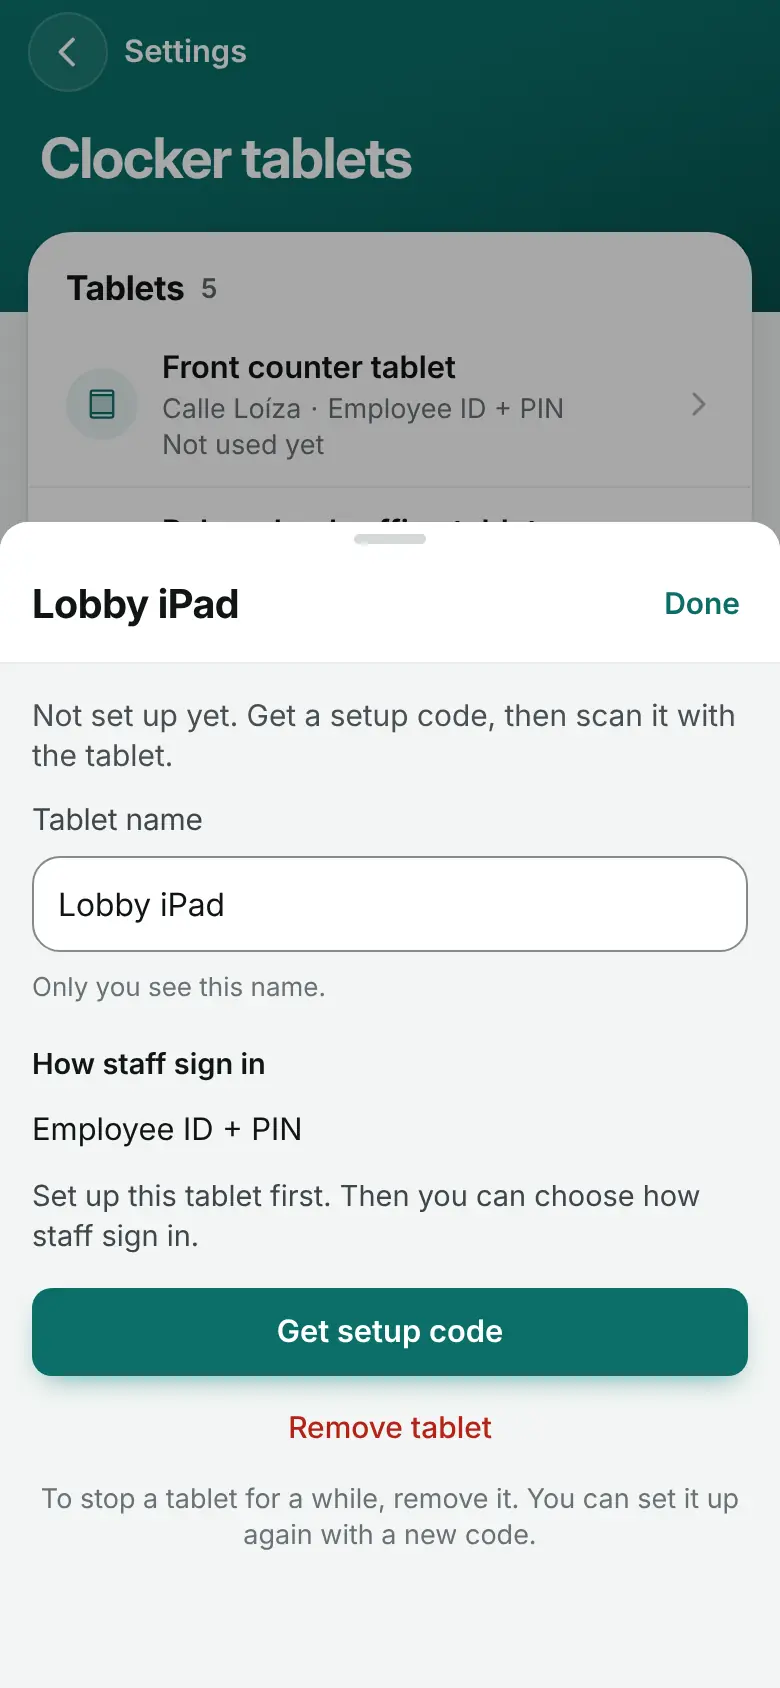 Settings
Clocker tablets
Tablets 5
Front counter tablet
Calle Loíza · Employee ID + PIN
Not used yet
Lobby iPad
Done
Not set up yet. Get a setup code, then scan it with
the tablet.
Tablet name
Lobby iPad
Only you see this name.
How staff sign in
Employee ID + PIN
Set up this tablet first. Then you can choose how
staff sign in.
Get setup code
Remove tablet
To stop a tablet for a while, remove it. You can set it up
again with a new code.